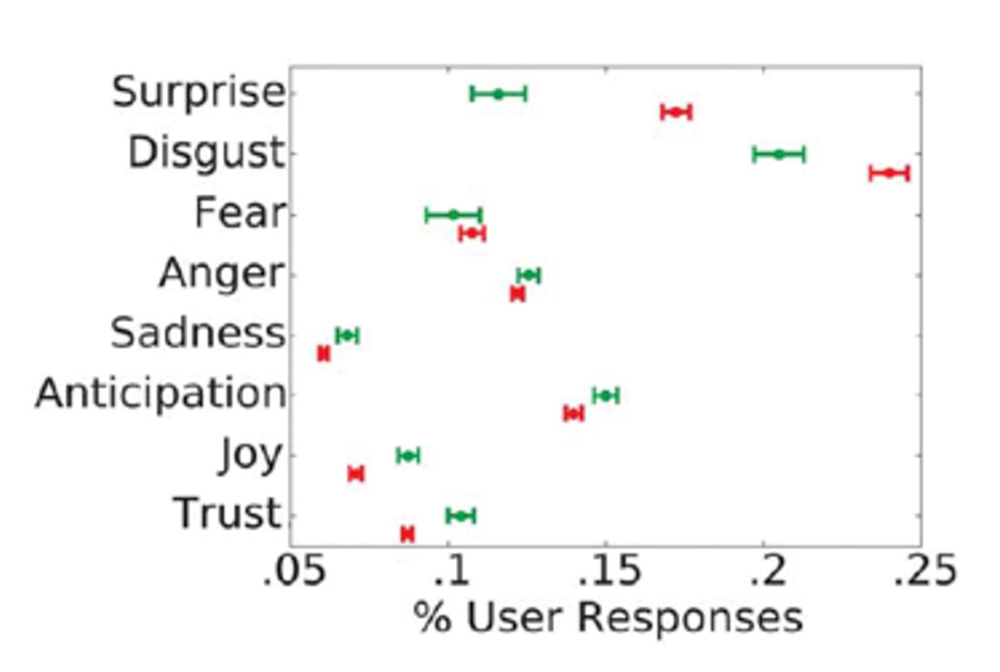 Surprise
Disgust
Fear
Anger
Sadness
Anticipation
Joy
Trust
.05 .1 .15 .2 .25
% User Responses